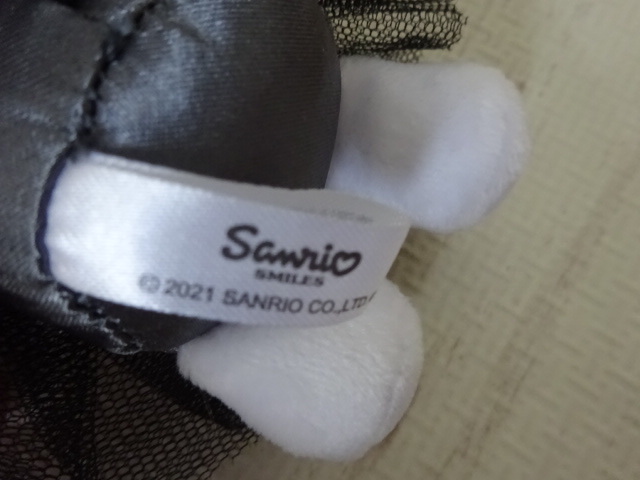 Sanrio
SMILES
© 2021 SANRIO CO.,LTD.